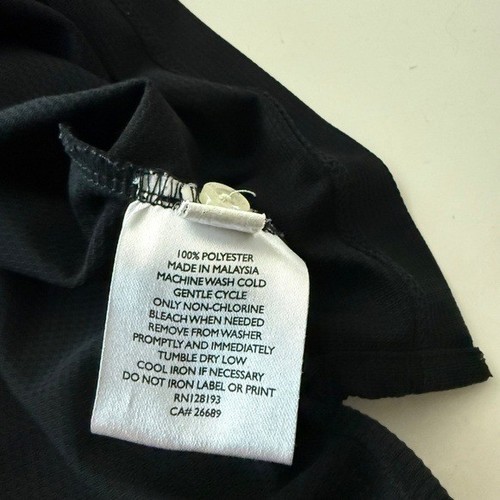 100% POLYESTER
MADE IN MALAYSIA
MACHINE WASH COLD
GENTLE CYCLE
ONLY NON-CHLORINE
BLEACH WHEN NEEDED
REMOVE FROM WASHER
PROMPTLY AND IMMEDIATELY
TUMBLE DRY LOW
COOL IRON IF NECESSARY
DO NOT IRON LABEL OR PRINT
RN128193
CA# 26689